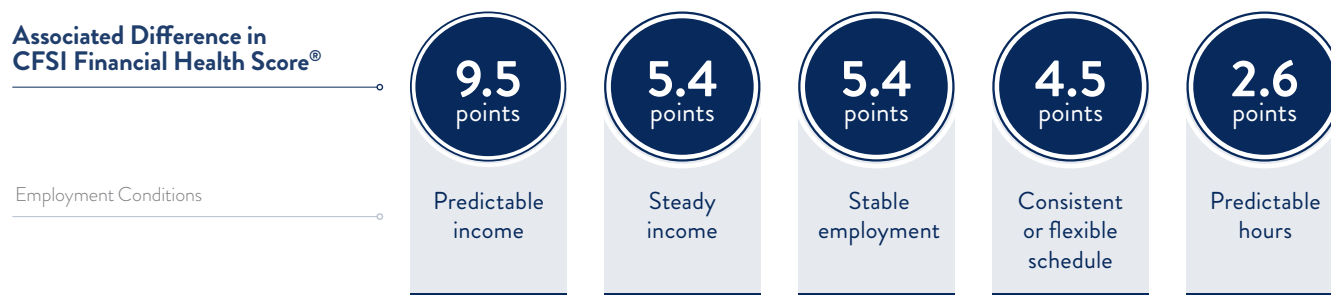 Associated Difference in
CFSI Financial Health Score®
9.5
points
5.4
points
5.4
points
4.5
points
2.6
points
Employment Conditions
Predictable
income
Steady
income
Stable
employment
Consistent
or flexible
schedule
Predictable
hours